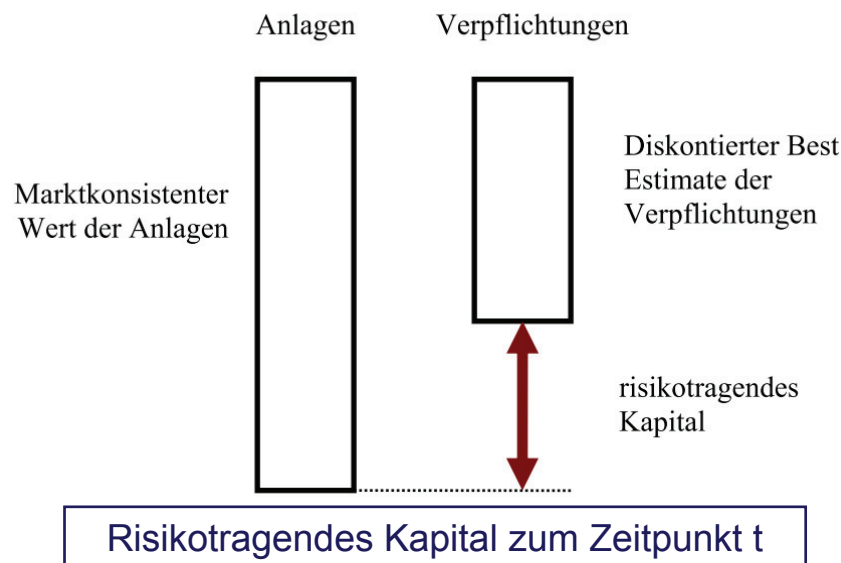 Anlagen
Verpflichtungen
Marktkonsistenter
Wert der Anlagen
Diskontierter Best
Estimate der
Verpflichtungen
risikotragendes
Kapital
Risikotragendes Kapital zum Zeitpunkt t